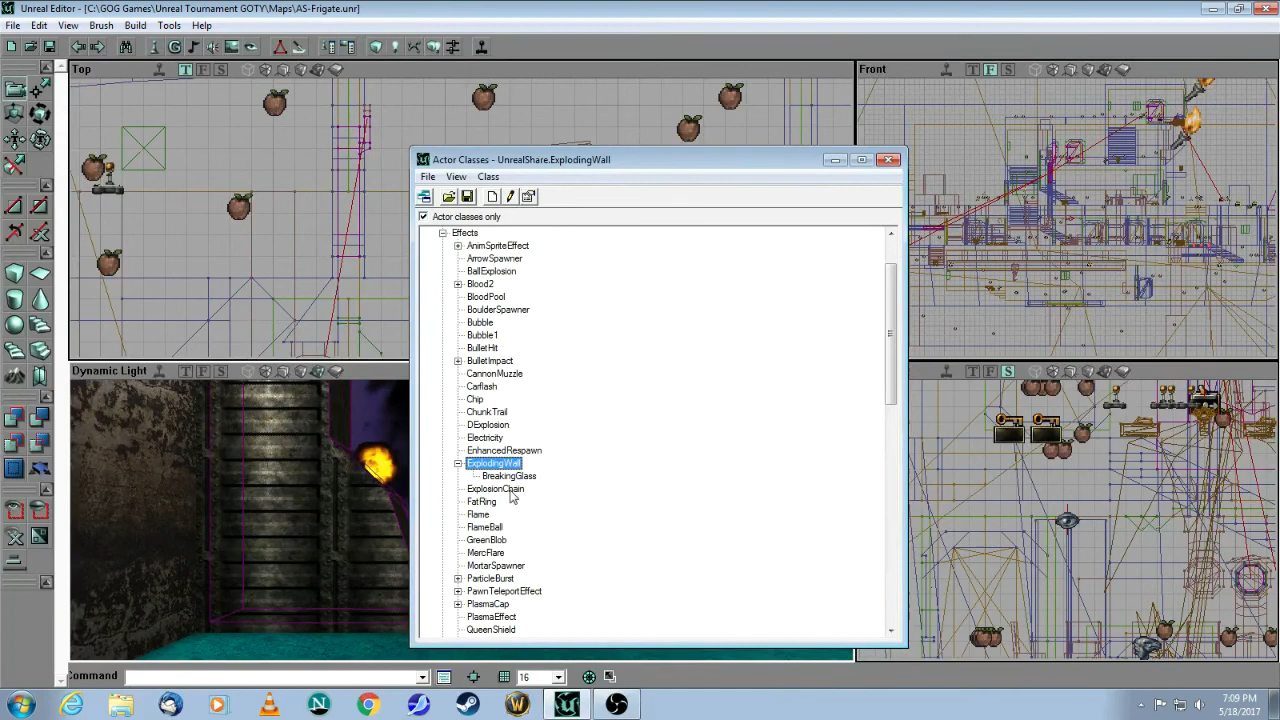 Unreal Editor - [C:\GOG Games\Unreal Tournament GOTY\Maps\AS-Frigate.unr]
File Edit View Brush Build Tools Help
Top T F S
Front T F S
Actor Classes - UnrealShare.ExplodingWall
File View Class
Actor classes only
Effects
AnimSpriteEffect
ArrowSpawner
BallExplosion
Blood2
BloodPool
BoulderSpawner
Bubble
Bubble1
BulletHit
BulletImpact
CannonMuzzle
Carflash
Chip
ChunkTrail
DExplosion
Electricity
EnhancedRespawn
ExplodingWall
BreakingGlass
ExplosionChain
FatRing
Flame
FlameBall
GreenBlob
MercFlare
MortarSpawner
ParticleBurst
PawnTeleportEffect
PlasmaCap
PlasmaEffect
QueenShield
Dynamic Light T F S
T F S
Command 16
7:09 PM
5/18/2017